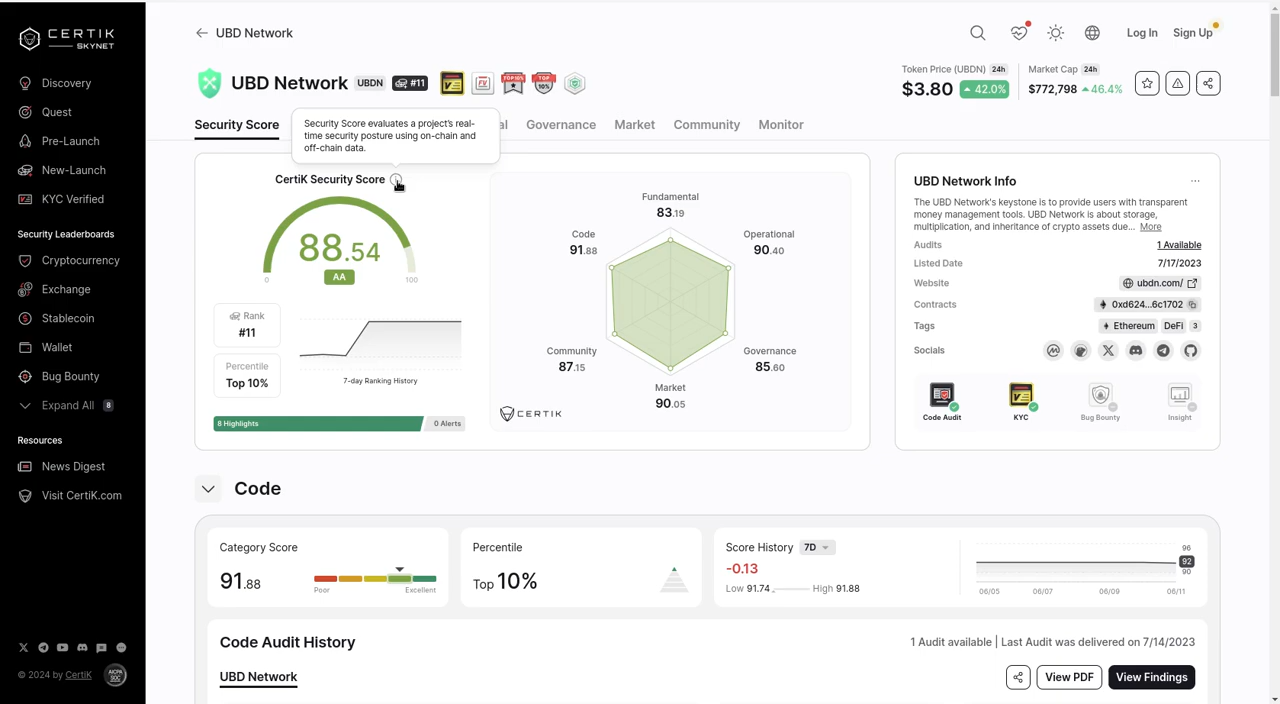 CERTIK
SKYNET
Discovery
Quest
Pre-Launch
New-Launch
KYC Verified
Security Leaderboards
Cryptocurrency
Exchange
Stablecoin
Wallet
Bug Bounty
Expand All 8
Resources
News Digest
Visit CertiK.com
© 2024 by CertiK
UBD Network
Log In
Sign Up
UBD Network UBDN #11
TOP 10%
Token Price (UBDN) 24h
$3.80 42.0%
Market Cap 24h
$772,798 46.4%
Security Score
al
Governance
Market
Community
Monitor
Security Score evaluates a project's real-
time security posture using on-chain and
off-chain data.
CertiK Security Score
88.54
AA
0
100
Rank
#11
Percentile
Top 10%
7-day Ranking History
8 Highlights
0 Alerts
Fundamental
83.19
Code
91.88
Operational
90.40
Community
87.15
Governance
85.60
Market
90.05
CERTIK
UBD Network Info
...
The UBD Network's keystone is to provide users with transparent
money management tools. UBD Network is about storage,
multiplication, and inheritance of crypto assets due... More
Audits 1 Available
Listed Date 7/17/2023
Website ubdn.com/
Contracts 0xd624...6c1702
Tags Ethereum DeFi 3
Socials
Code Audit
KYC
Bug Bounty
Insight
Code
Category Score
91.88
Poor
Excellent
Percentile
Top 10%
Score History 7D
-0.13
Low 91.74
High 91.88
96
92
90
06/05
06/07
06/09
06/11
Code Audit History
1 Audit available | Last Audit was delivered on 7/14/2023
UBD Network
View PDF
View Findings